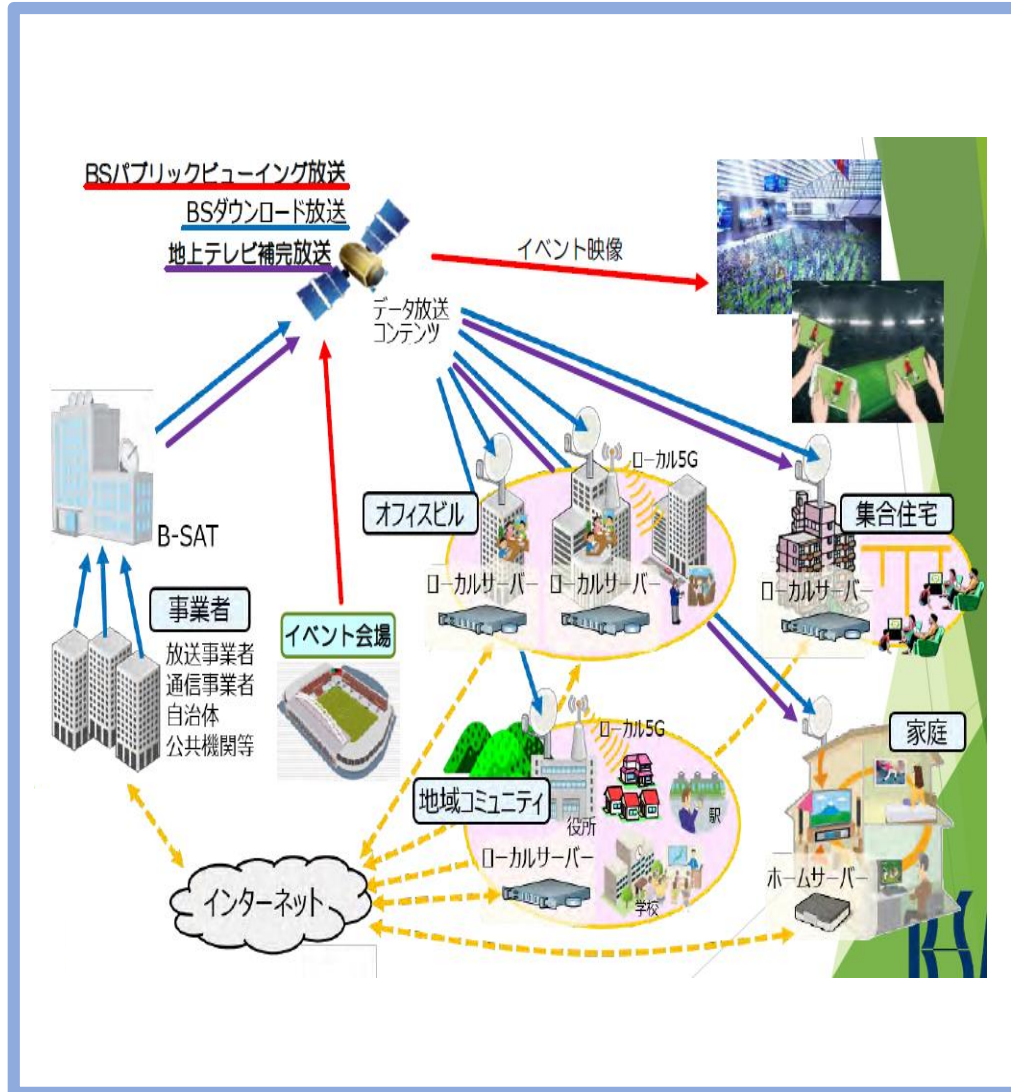 BSパブリックビューイング放送
BSダウンロード放送
地上テレビ補完放送
イベント映像
データ放送
コンテンツ
ローカル5G
オフィスビル
集合住宅
B-SAT
ローカルサーバー
ローカルサーバー
ローカルサーバー
事業者
イベント会場
放送事業者
通信事業者
自治体
公共機関等
ローカル5G
家庭
地域コミュニティ
役所
駅
ローカルサーバー
ホームサーバー
インターネット
学校